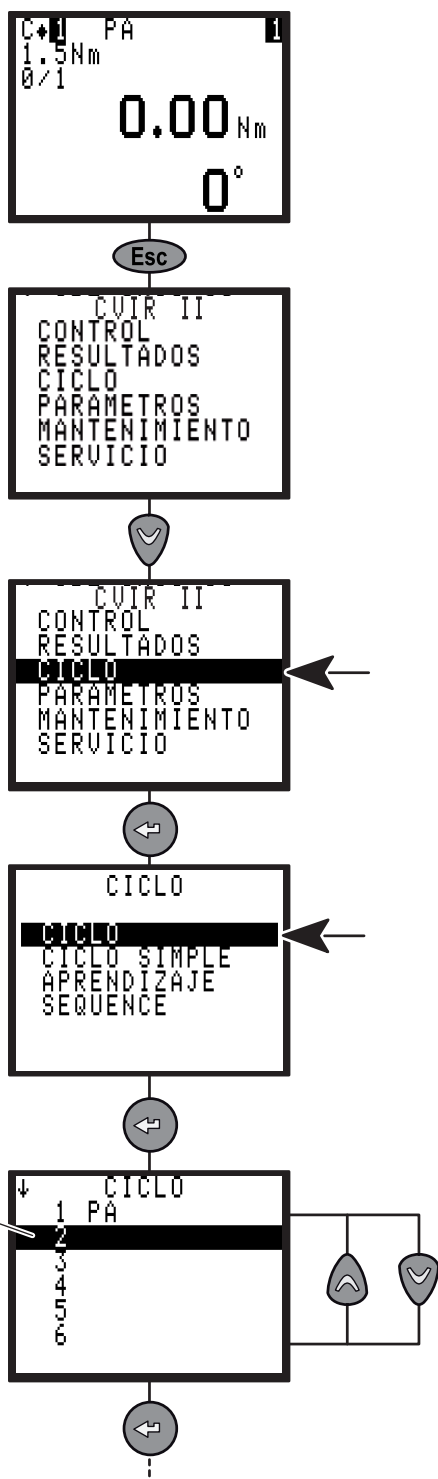 C♦1 PA 1
1.5Nm
0/1
0.00 Nm
0°
Esc
CVIR II
CONTROL
RESULTADOS
CICLO
PARAMETROS
MANTENIMIENTO
SERVICIO
CVIR II
CONTROL
RESULTADOS
CICLO
PARAMETROS
MANTENIMIENTO
SERVICIO
CICLO
CICLO
CICLO SIMPLE
APRENDIZAJE
SEQUENCE
↓ CICLO
1 PA
2
3
4
5
6